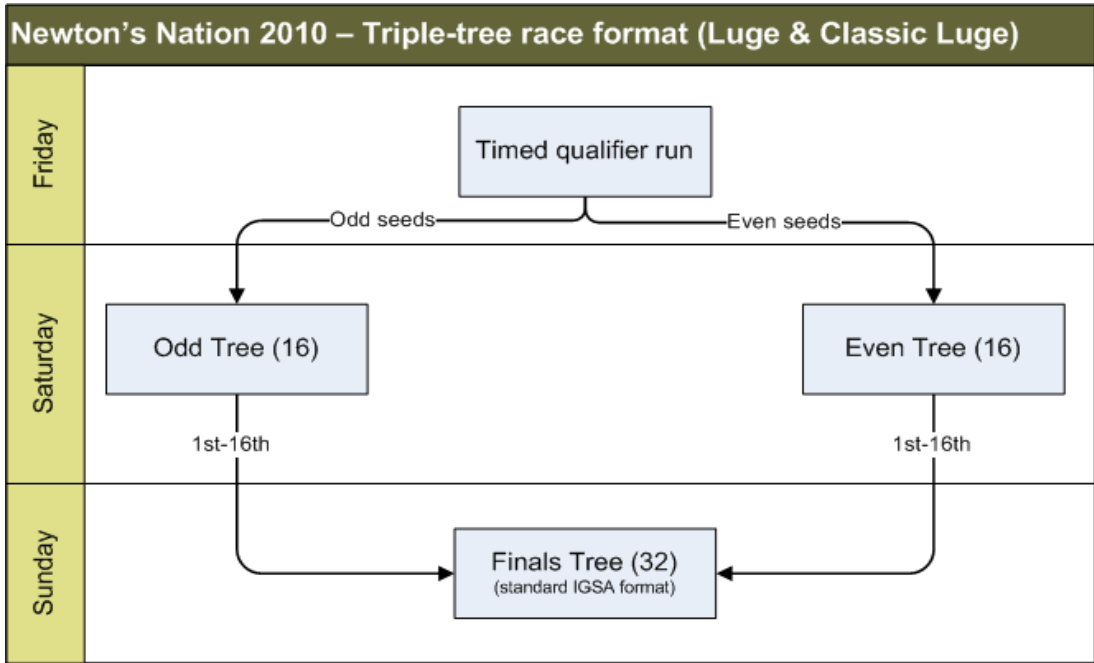 Newton's Nation 2010 – Triple-tree race format (Luge & Classic Luge)
Friday
Timed qualifier run
Odd seeds
Even seeds
Saturday
Odd Tree (16)
Even Tree (16)
1st-16th
1st-16th
Sunday
Finals Tree (32)
(standard IGSA format)